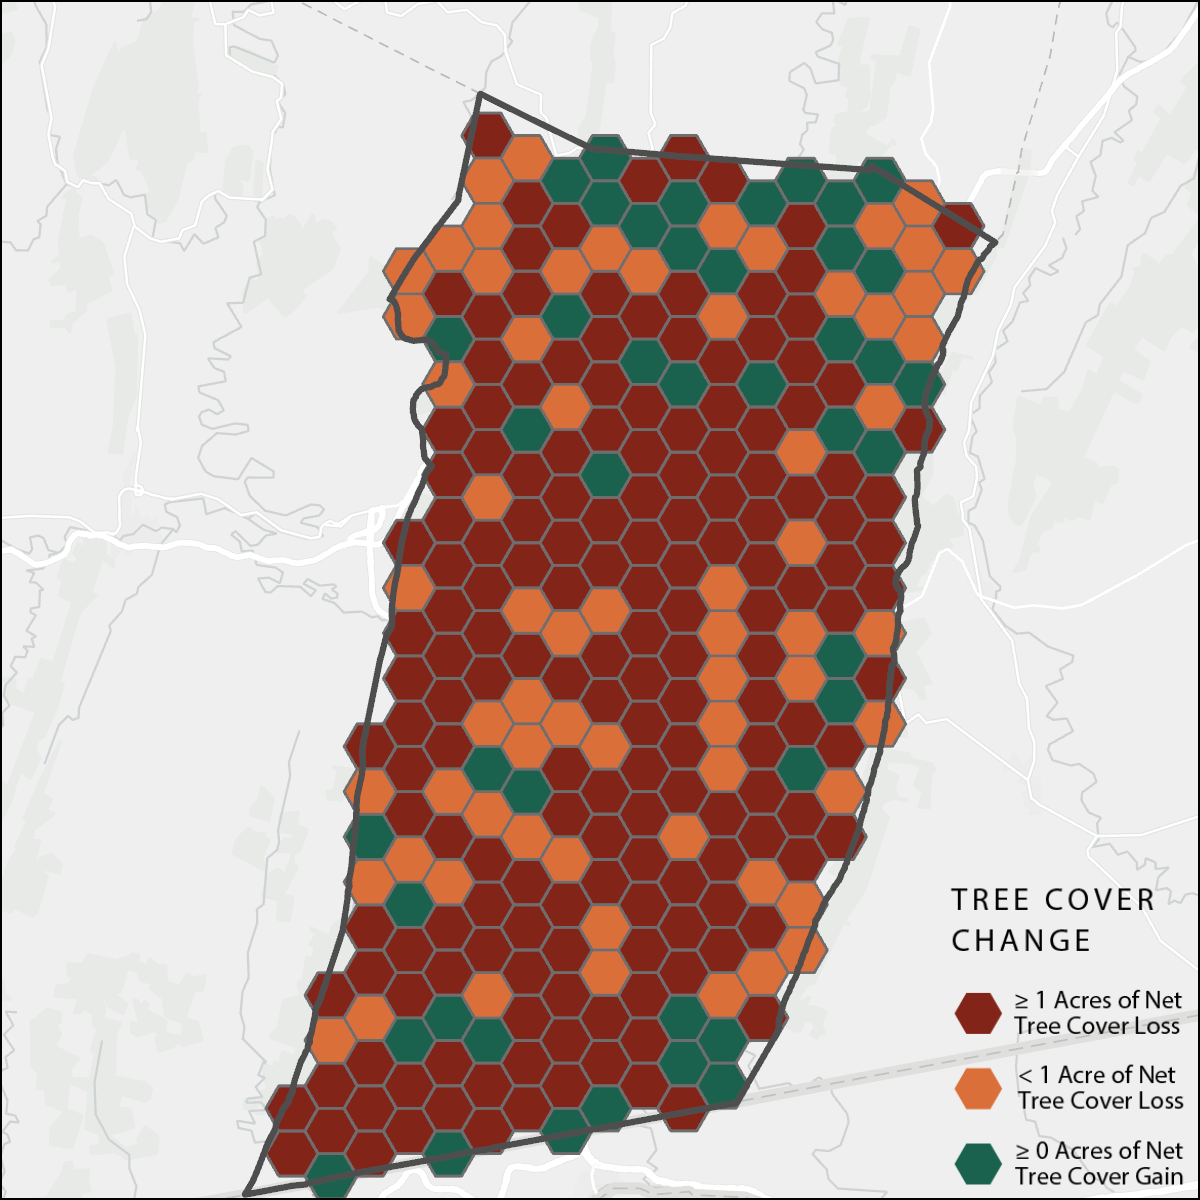 TREE COVER
CHANGE
≥ 1 Acres of Net
Tree Cover Loss
< 1 Acre of Net
Tree Cover Loss
≥ 0 Acres of Net
Tree Cover Gain